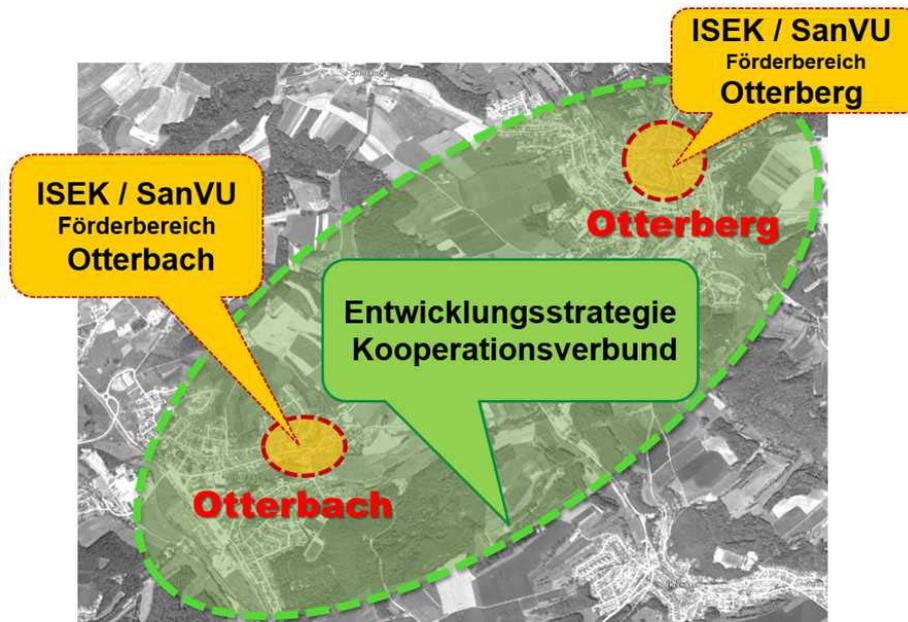 ISEK / SanVU
Förderbereich
Otterberg
ISEK / SanVU
Förderbereich
Otterbach
Otterberg
Entwicklungsstrategie
Kooperationsverbund
Otterbach